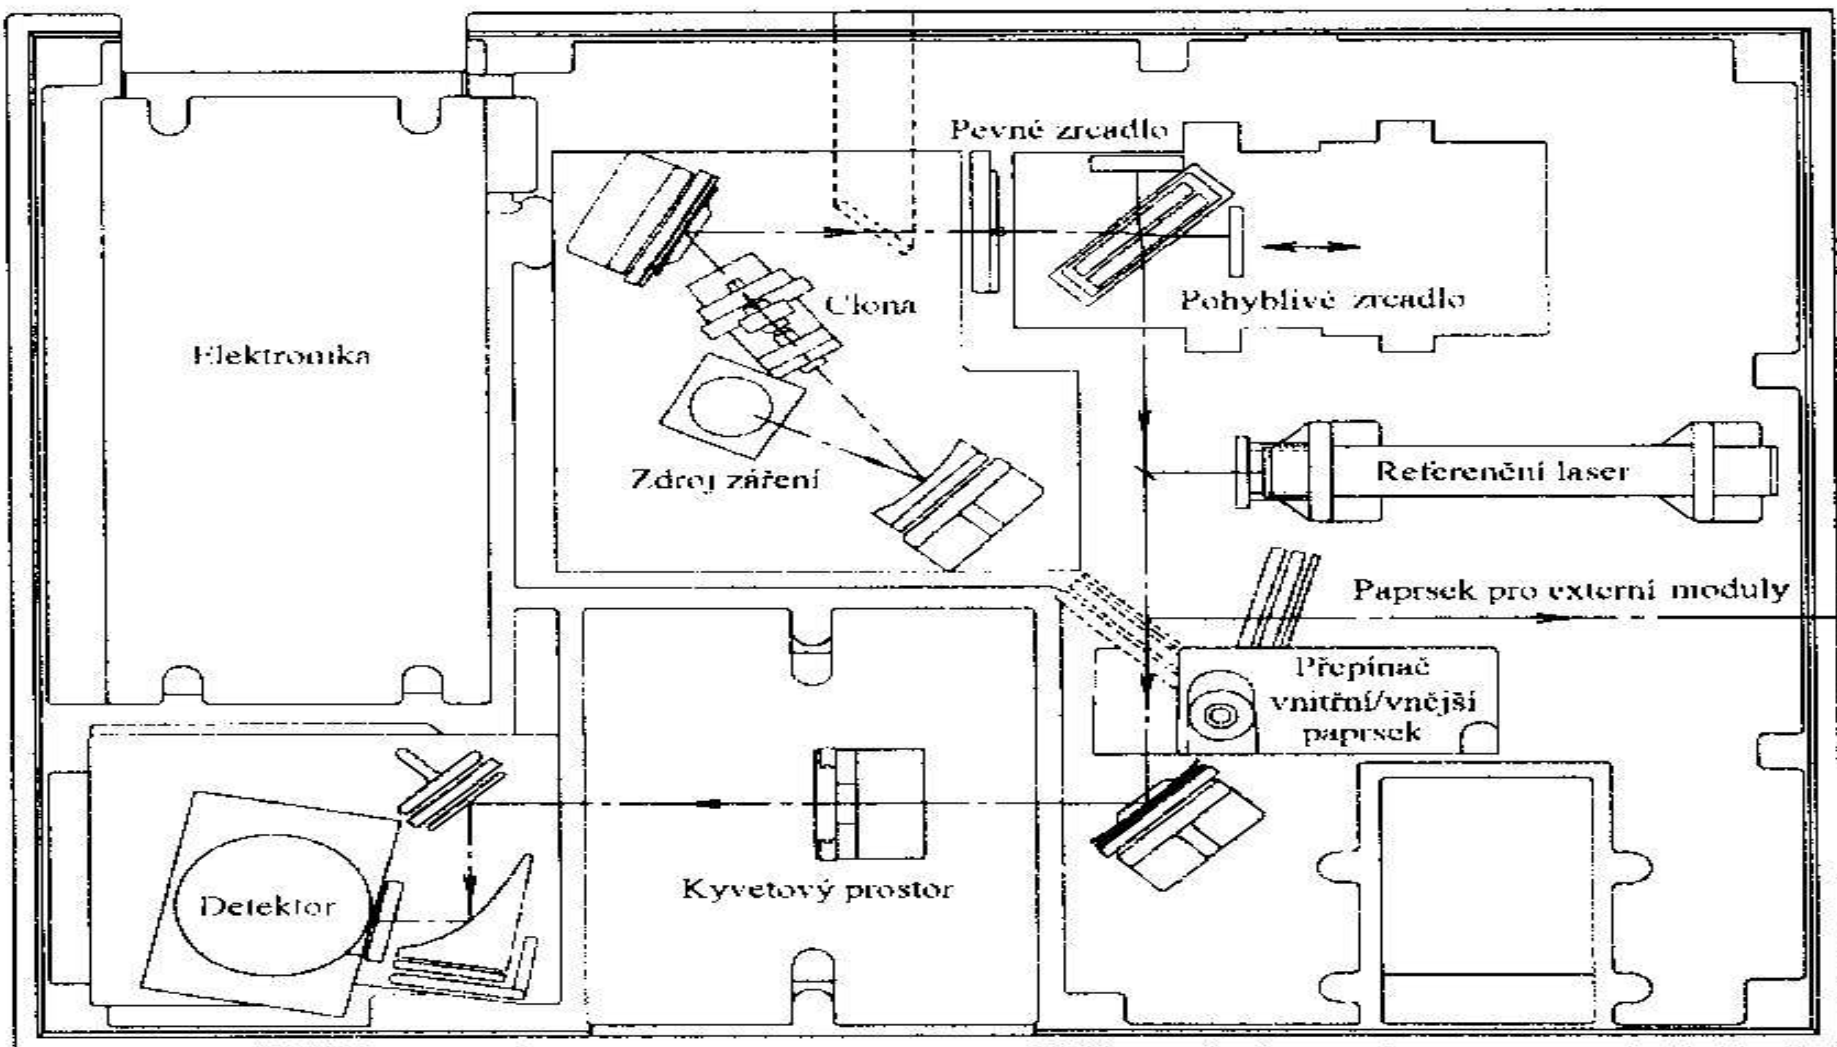 Pevné zrcadlo
Clona
Pohyblivé zrcadlo
Elektronika
Zdroj záření
Referenční laser
Paprsek pro externí moduly
Přepínač
vnitřní/vnější
paprsek
Kyvetový prostor
Detektor